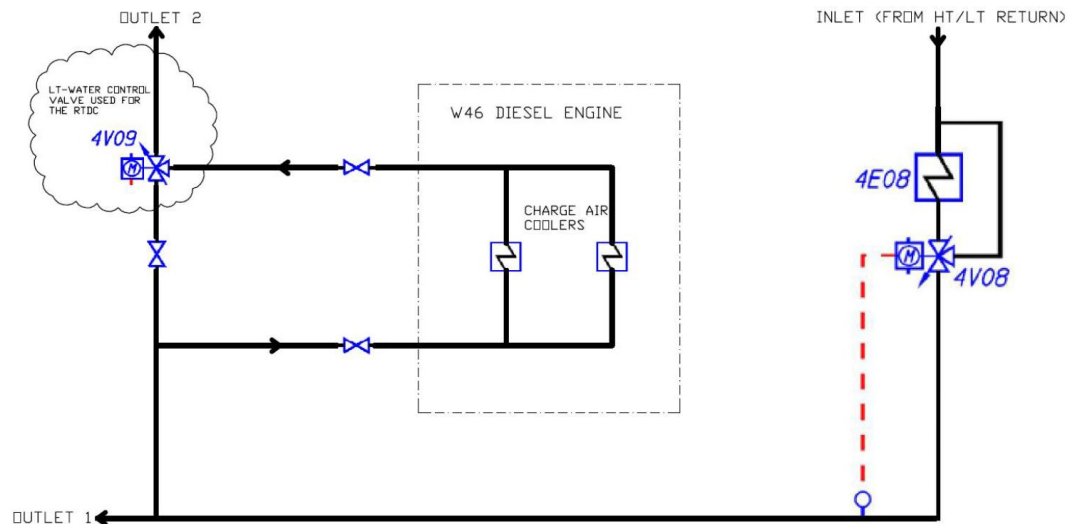 OUTLET 2
INLET (FROM HT/LT RETURN)
LT-WATER CONTROL
VALVE USED FOR
THE RTDC
4V09
M
W46 DIESEL ENGINE
CHARGE AIR
COOLERS
4E08
M
4V08
OUTLET 1